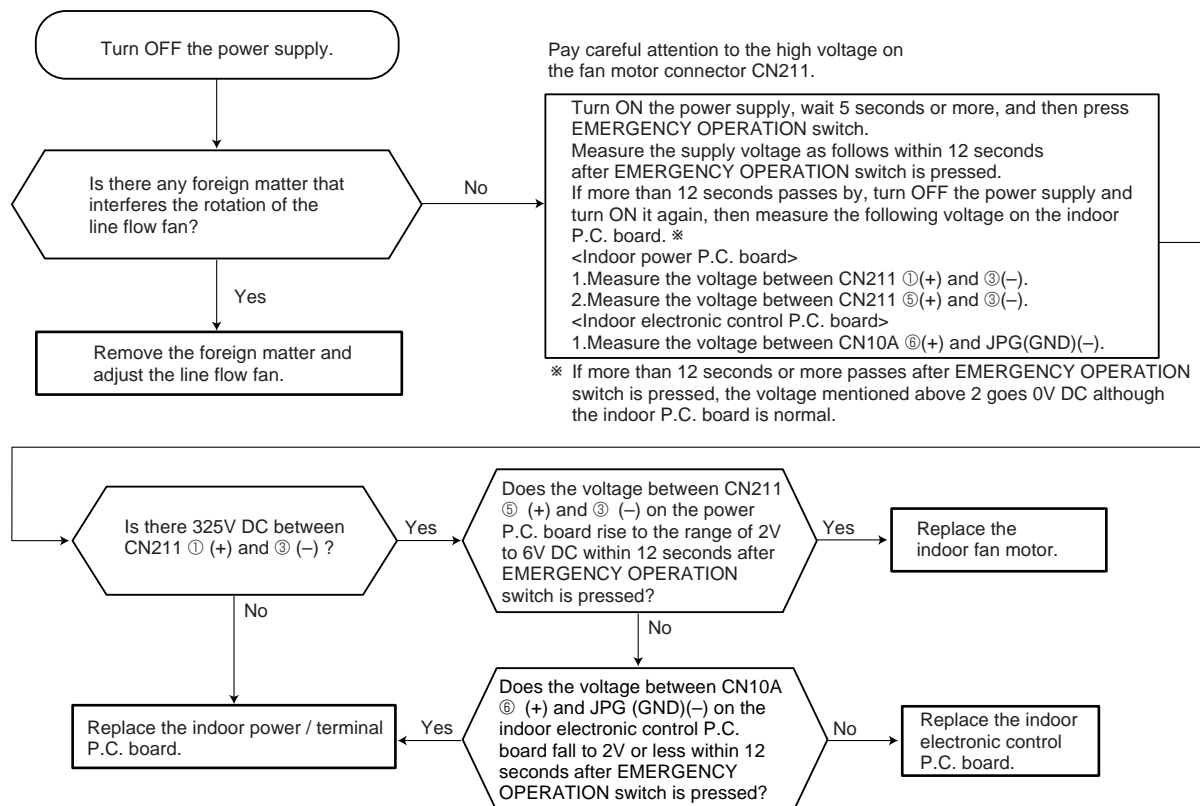 Turn OFF the power supply.
Pay careful attention to the high voltage on
the fan motor connector CN211.
Is there any foreign matter that
interferes the rotation of the
line flow fan?
No
Turn ON the power supply, wait 5 seconds or more, and then press
EMERGENCY OPERATION switch.
Measure the supply voltage as follows within 12 seconds
after EMERGENCY OPERATION switch is pressed.
If more than 12 seconds passes by, turn OFF the power supply and
turn ON it again, then measure the following voltage on the indoor
P.C. board. ※
<Indoor power P.C. board>
1.Measure the voltage between CN211 ①(+) and ③(–).
2.Measure the voltage between CN211 ⑤(+) and ③(–).
<Indoor electronic control P.C. board>
1.Measure the voltage between CN10A ⑥(+) and JPG(GND)(–).
Yes
Remove the foreign matter and
adjust the line flow fan.
※ If more than 12 seconds or more passes after EMERGENCY OPERATION
switch is pressed, the voltage mentioned above 2 goes 0V DC although
the indoor P.C. board is normal.
Is there 325V DC between
CN211 ① (+) and ③ (–) ?
Yes
Does the voltage between CN211
⑤ (+) and ③ (–) on the power
P.C. board rise to the range of 2V
to 6V DC within 12 seconds after
EMERGENCY OPERATION
switch is pressed?
Yes
Replace the
indoor fan motor.
No
No
Replace the indoor power / terminal
P.C. board.
Yes
Does the voltage between CN10A
⑥ (+) and JPG (GND)(–) on the
indoor electronic control P.C.
board fall to 2V or less within 12
seconds after EMERGENCY
OPERATION switch is pressed?
No
Replace the indoor
electronic control
P.C. board.